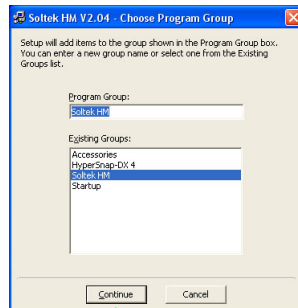 Soltek HM V2.04 - Choose Program Group
Setup will add items to the group shown in the Program Group box.
You can enter a new group name or select one from the Existing
Groups list.
Program Group:
Soltek HM
Existing Groups:
Accessories
HyperSnap-DX 4
Soltek HM
Startup
Continue
Cancel